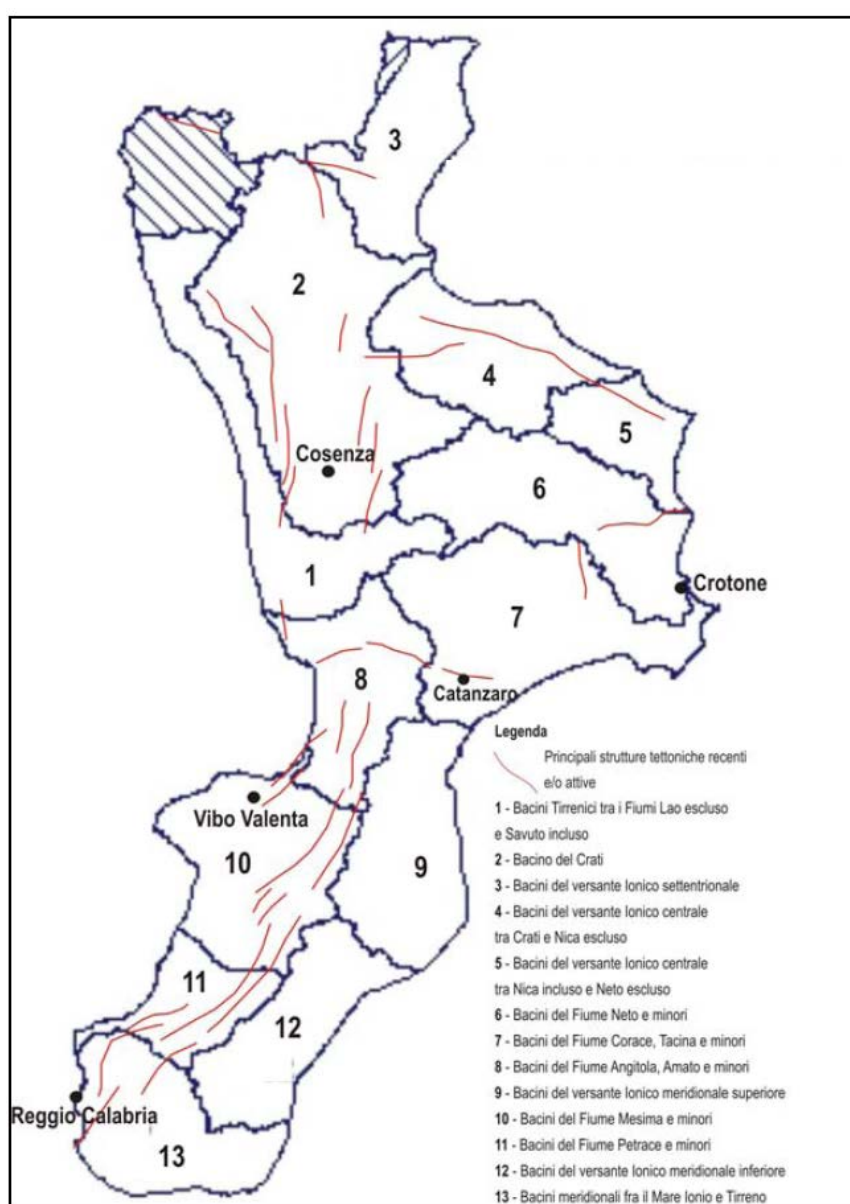 3
2
4
5
Cosenza
6
1
Crotone
7
8
Catanzaro
Vibo Valenta
10
9
11
12
Reggio Calabria
13
Legenda
Principali strutture tettoniche recenti
e/o attive
1 - Bacini Tirrenici tra i Fiumi Lao escluso
e Savuto incluso
2 - Bacino del Crati
3 - Bacini del versante Ionico settentrionale
4 - Bacini del versante Ionico centrale
tra Crati e Nica escluso
5 - Bacini del versante Ionico centrale
tra Nica incluso e Neto escluso
6 - Bacini del Fiume Neto e minori
7 - Bacini del Fiume Corace, Tacina e minori
8 - Bacini del Fiume Angitola, Amato e minori
9 - Bacini del versante Ionico meridionale superiore
10 - Bacini del Fiume Mesima e minori
11 - Bacini del Fiume Petrace e minori
12 - Bacini del versante Ionico meridionale inferiore
13 - Bacini meridionali fra il Mare Ionio e Tirreno